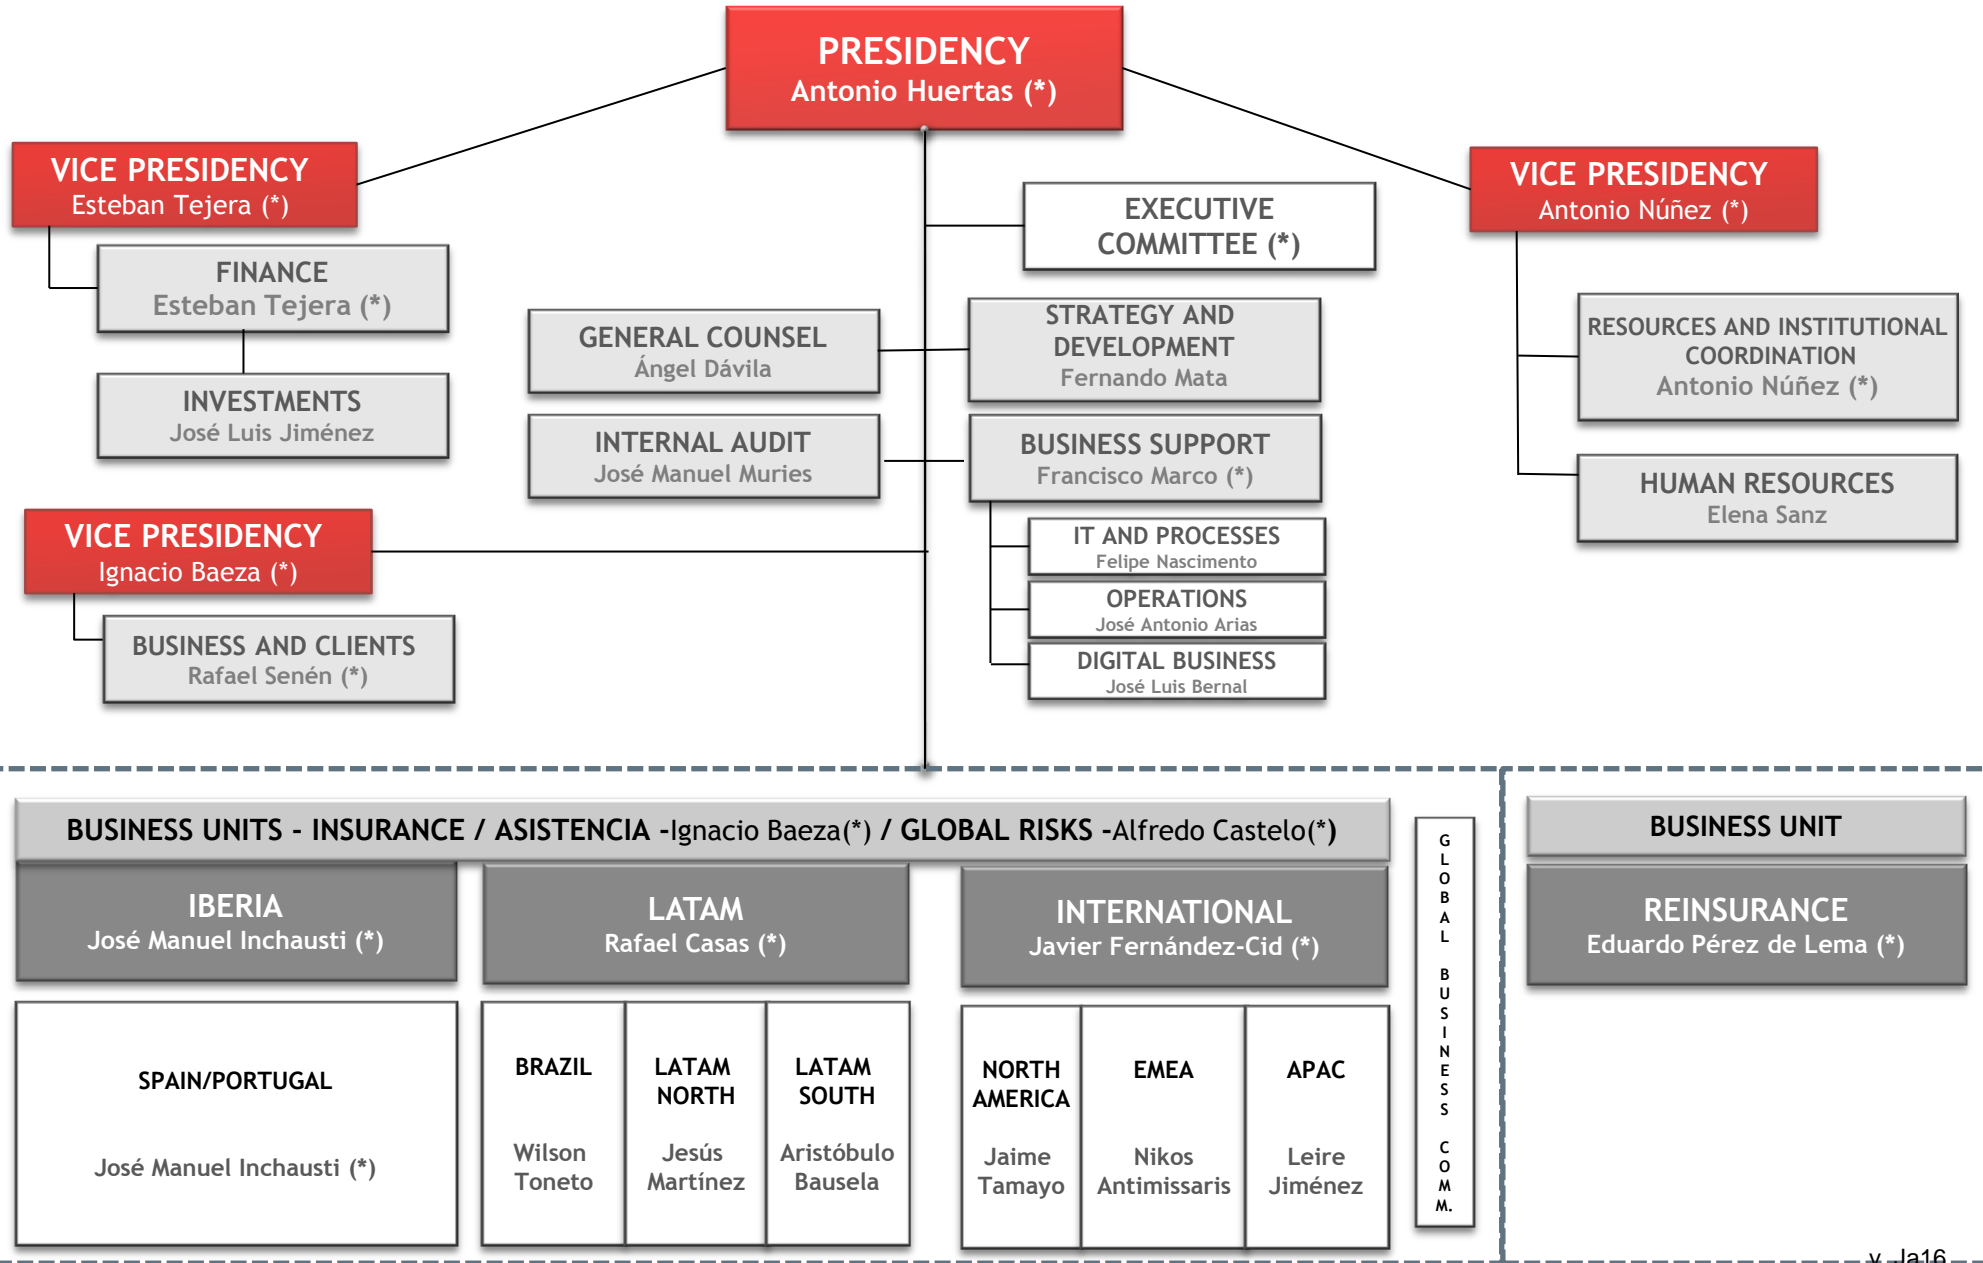 PRESIDENCY
Antonio Huertas (*)
VICE PRESIDENCY
Esteban Tejera (*)
FINANCE
Esteban Tejera (*)
INVESTMENTS
José Luis Jiménez
VICE PRESIDENCY
Ignacio Baeza (*)
BUSINESS AND CLIENTS
Rafael Senén (*)
EXECUTIVE
COMMITTEE (*)
GENERAL COUNSEL
Ángel Dávila
STRATEGY AND
DEVELOPMENT
Fernando Mata
INTERNAL AUDIT
José Manuel Muries
BUSINESS SUPPORT
Francisco Marco (*)
IT AND PROCESSES
Felipe Nascimento
OPERATIONS
José Antonio Arias
DIGITAL BUSINESS
José Luis Bernal
VICE PRESIDENCY
Antonio Núñez (*)
RESOURCES AND INSTITUTIONAL
COORDINATION
Antonio Núñez (*)
HUMAN RESOURCES
Elena Sanz
BUSINESS UNITS - INSURANCE / ASISTENCIA -Ignacio Baeza(*) / GLOBAL RISKS -Alfredo Castelo(*)
IBERIA
José Manuel Inchausti (*)
SPAIN/PORTUGAL
José Manuel Inchausti (*)
LATAM
Rafael Casas (*)
BRAZIL
Wilson
Toneto
LATAM
NORTH
Jesús
Martínez
LATAM
SOUTH
Aristóbulo
Bausela
INTERNATIONAL
Javier Fernández-Cid (*)
NORTH
AMERICA
Jaime
Tamayo
EMEA
Nikos
Antimissaris
APAC
Leire
Jiménez
GLOBAL BUSINESS COMM.
BUSINESS UNIT
REINSURANCE
Eduardo Pérez de Lema (*)
v. Ja16